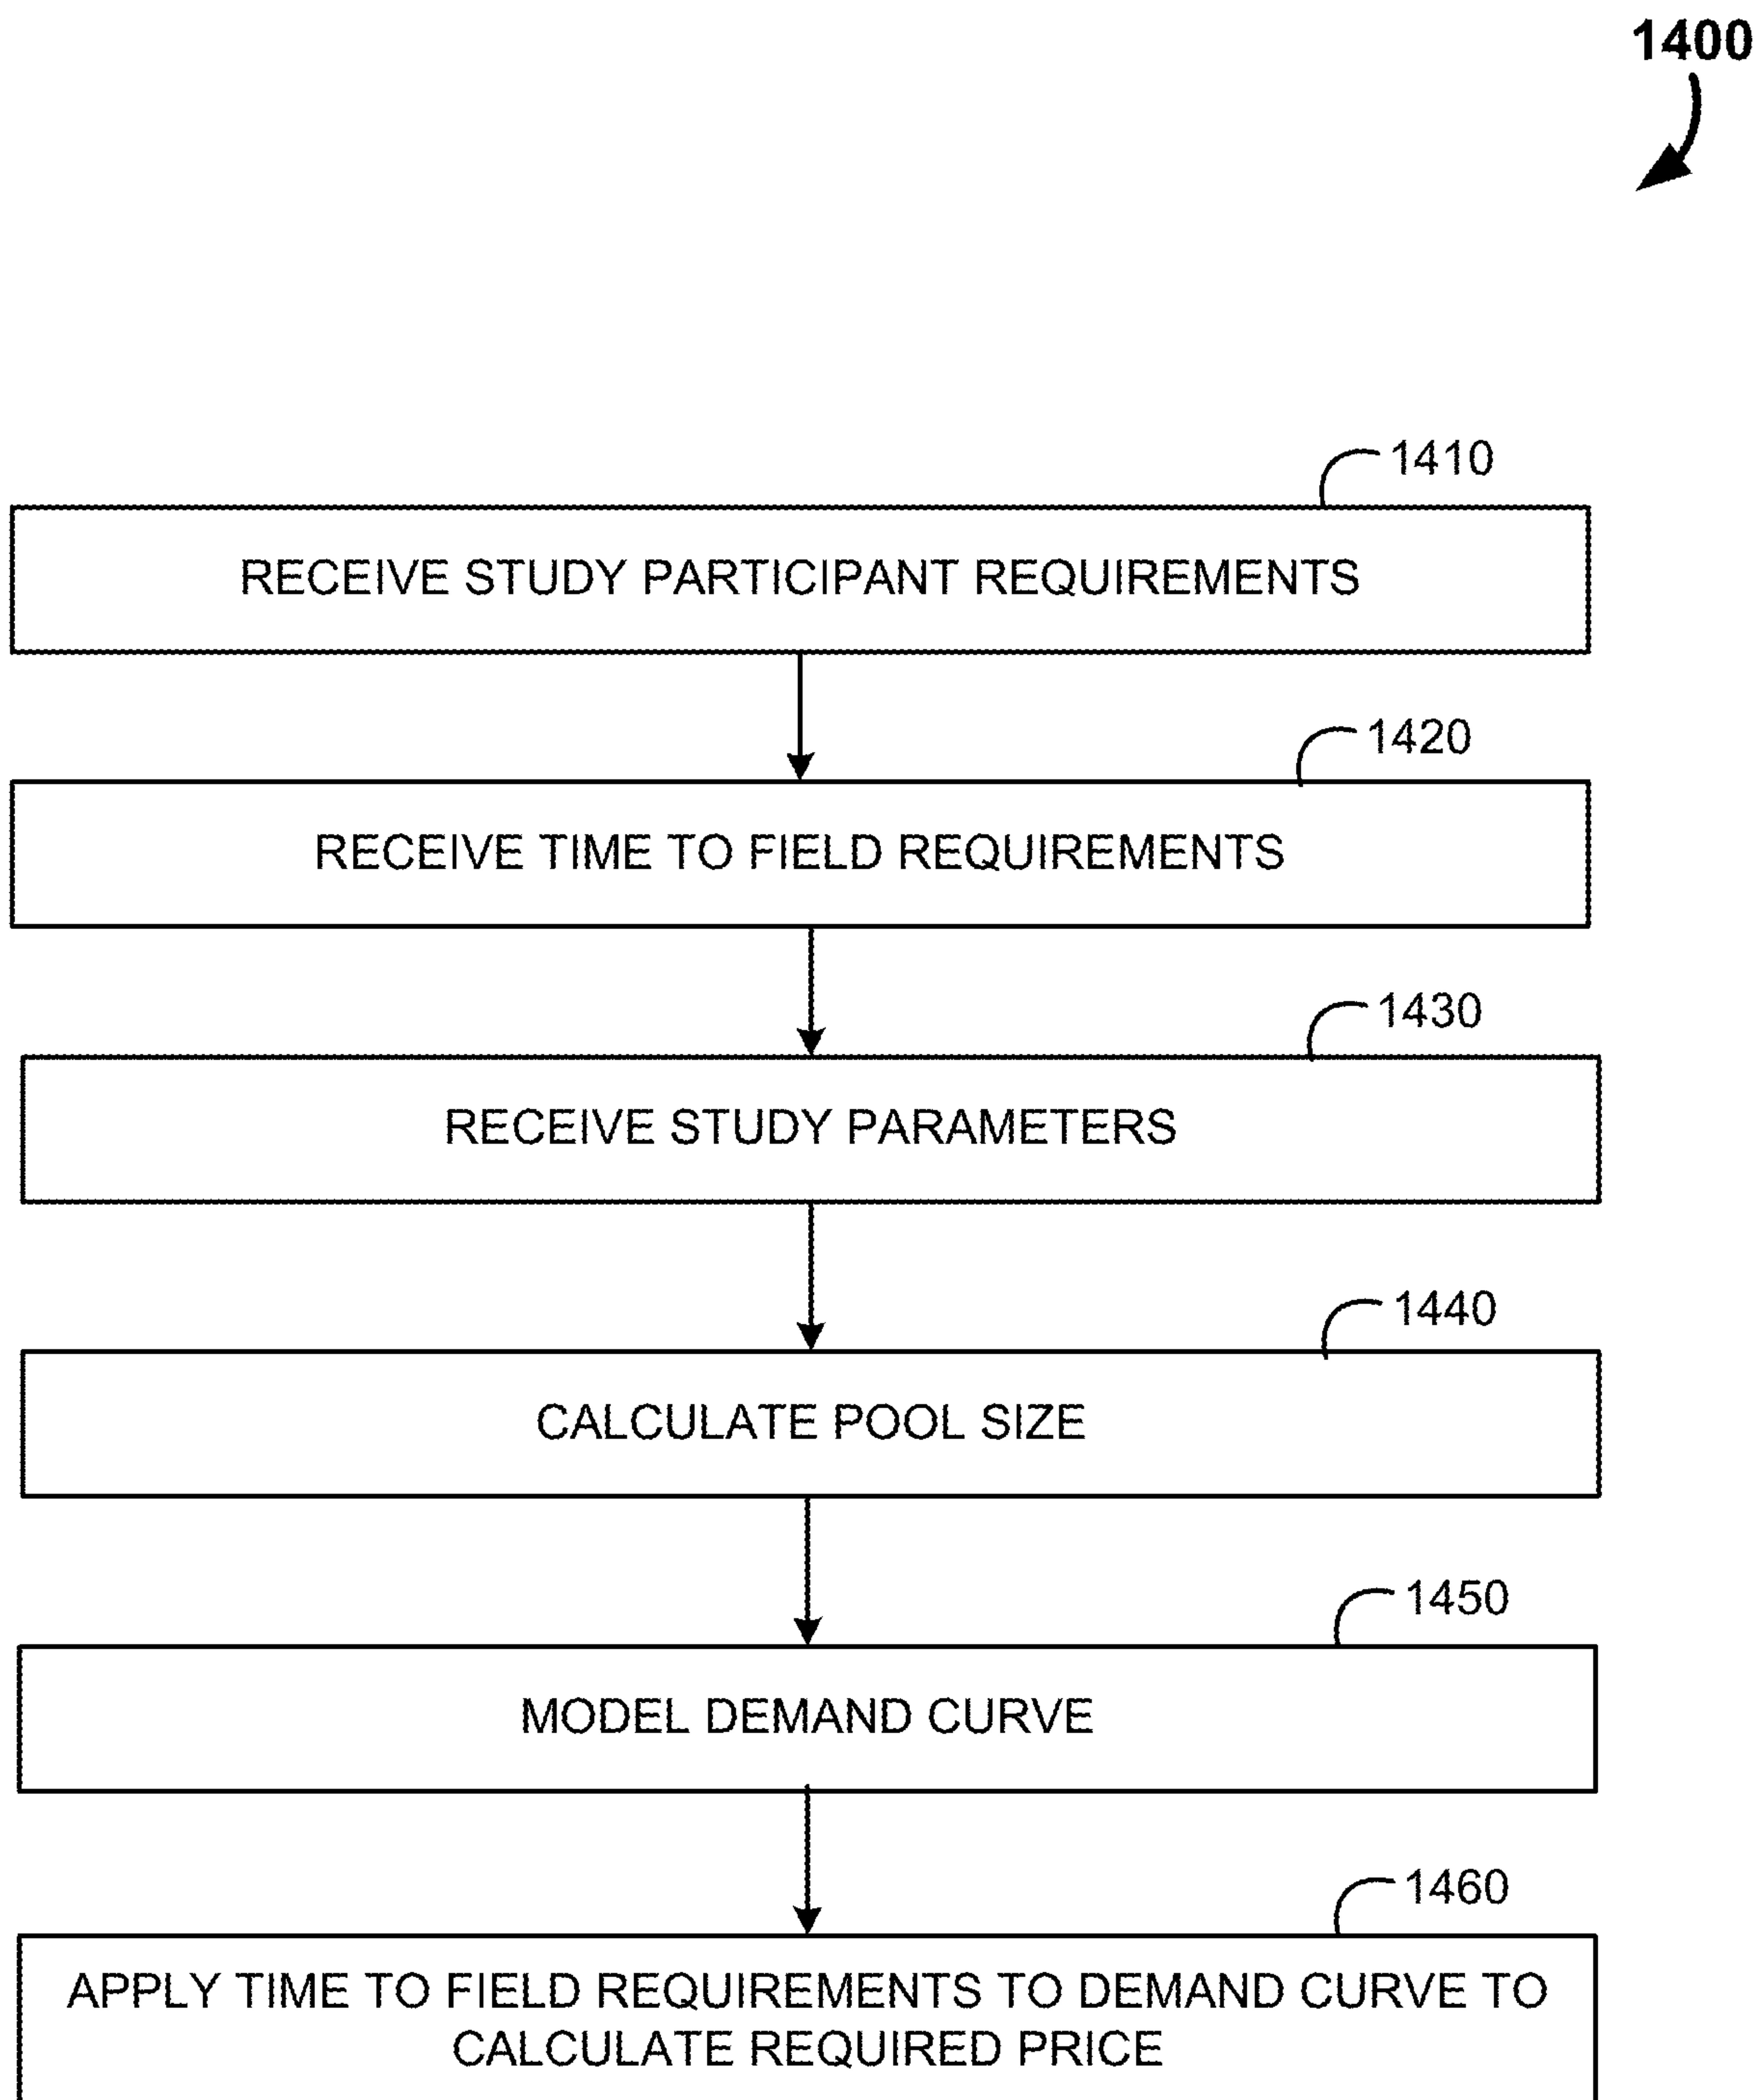 1400
1410
RECEIVE STUDY PARTICIPANT REQUIREMENTS
1420
RECEIVE TIME TO FIELD REQUIREMENTS
1430
RECEIVE STUDY PARAMETERS
1440
CALCULATE POOL SIZE
1450
MODEL DEMAND CURVE
1460
APPLY TIME TO FIELD REQUIREMENTS TO DEMAND CURVE TO
CALCULATE REQUIRED PRICE